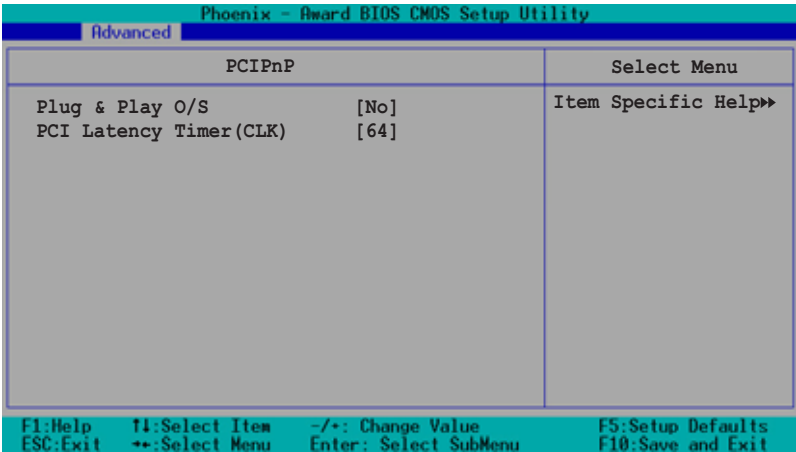 Phoenix - Award BIOS CMOS Setup Utility
Advanced
PCIPnP
Select Menu
Plug & Play O/S [No]
PCI Latency Timer(CLK) [64]
Item Specific Help▸▸
F1:Help ↑↓:Select Item -/+: Change Value F5:Setup Defaults
ESC:Exit →←:Select Menu Enter: Select SubMenu F10:Save and Exit